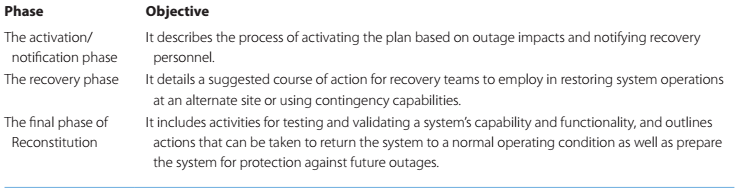 Phase Objective
The activation/ It describes the process of activating the plan based on outage impacts and notifying recovery
notification phase personnel.
The recovery phase It details a suggested course of action for recovery teams to employ in restoring system operations
at an alternate site or using contingency capabilities.
The final phase of It includes activities for testing and validating a system’s capability and functionality, and outlines
Reconstitution actions that can be taken to return the system to a normal operating condition as well as prepare
the system for protection against future outages.